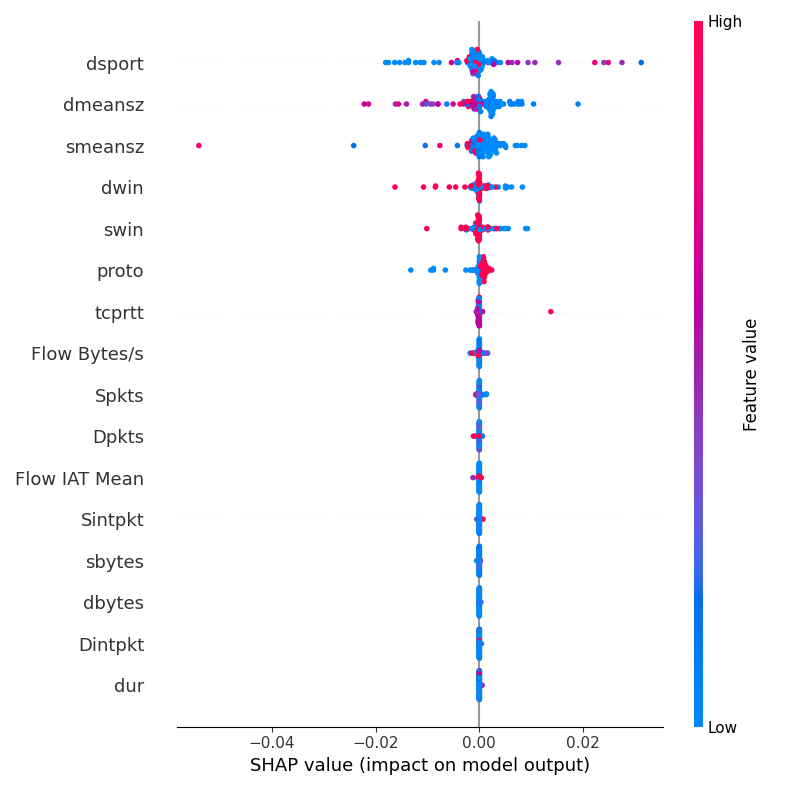 High
dsport
dmeansz
smeansz
dwin
swin
proto
tcprtt
Flow Bytes/s
Spkts
Dpkts
Flow IAT Mean
Sintpkt
sbytes
dbytes
Dintpkt
dur
Feature value
Low
−0.04 −0.02 0.00 0.02
SHAP value (impact on model output)